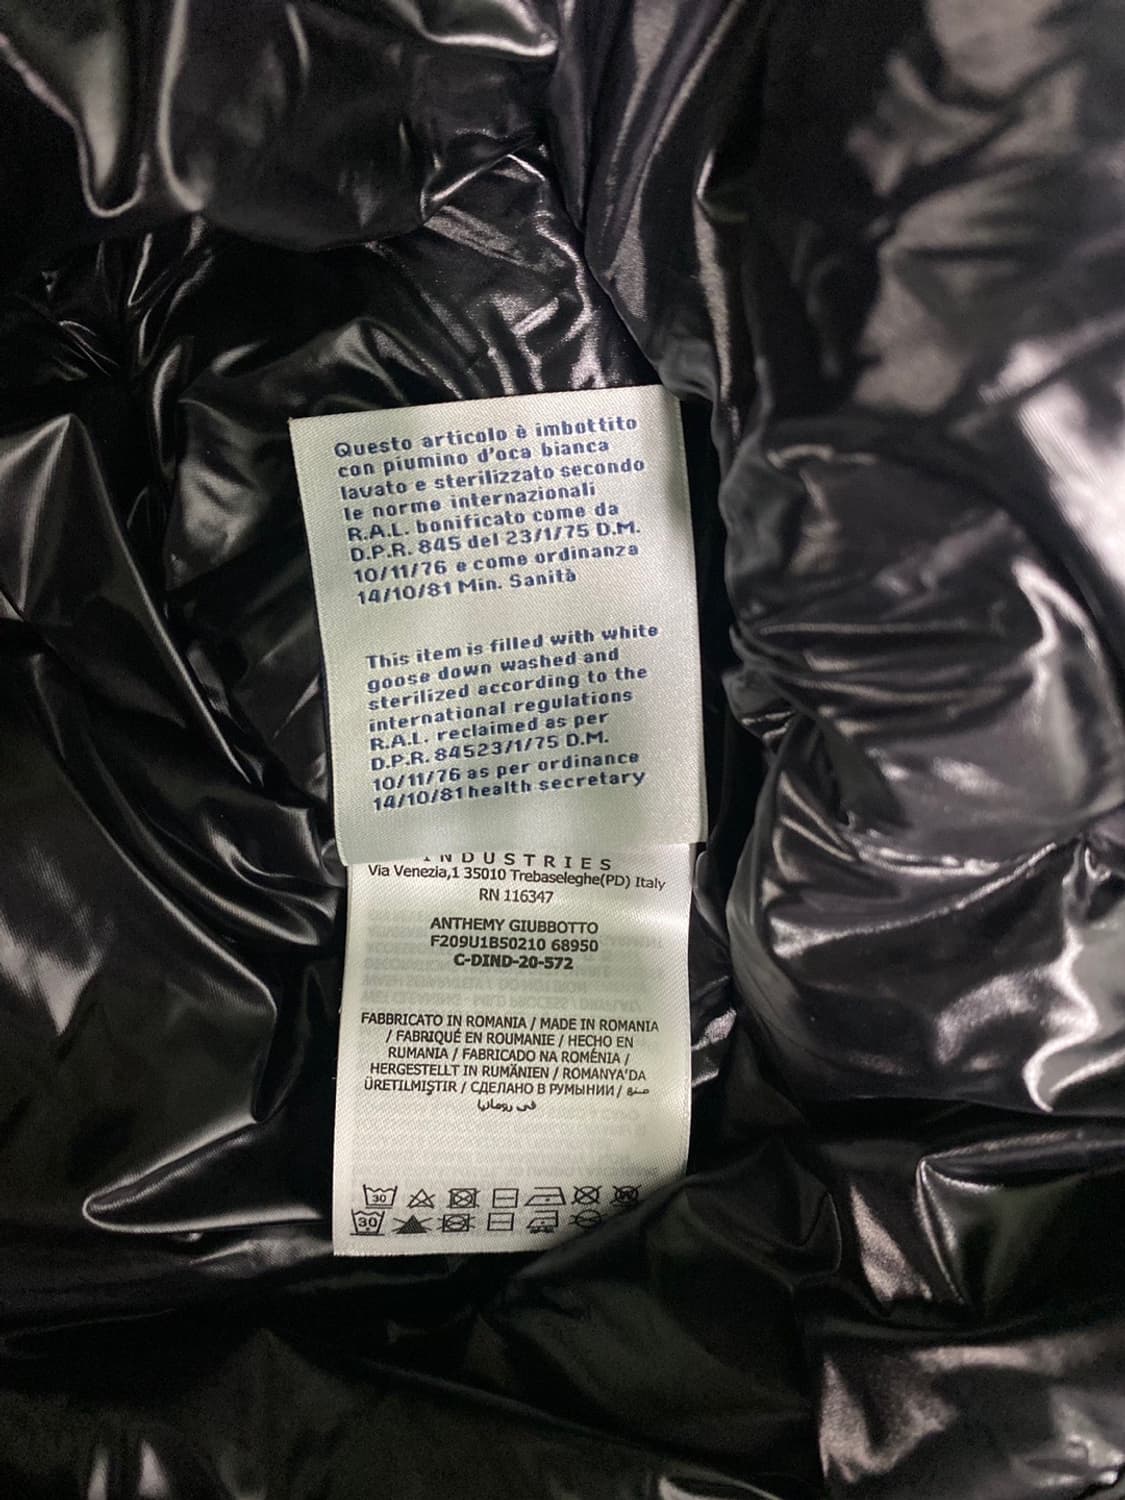 Questo articolo è imbottito
con piumino d'oca bianca
lavato e sterilizzato secondo
le norme internazionali
R.A.L. bonificato come da
D.P.R. 845 del 23/1/75 D.M.
10/11/76 e come ordinanza
14/10/81 Min. Sanità
This item is filled with white
goose down washed and
sterilized according to the
international regulations
R.A.L. reclaimed as per
D.P.R. 84523/1/75 D.M.
10/11/76 as per ordinance
14/10/81 health secretary
INDUSTRIES
Via Venezia,1 35010 Trebaseleghe(PD) Italy
RN 116347
ANTHEMY GIUBBOTTO
F209U1B50210 68950
C-DIND-20-572
FABBRICATO IN ROMANIA / MADE IN ROMANIA
/ FABRIQUÉ EN ROUMANIE / HECHO EN
RUMANIA / FABRICADO NA ROMÊNIA /
HERGESTELLT IN RUMÄNIEN / ROMANYA'DA
ÜRETILMIŞTIR / СДЕЛАНО В РУМЫНИИ / صنع
في رومانيا
30
30